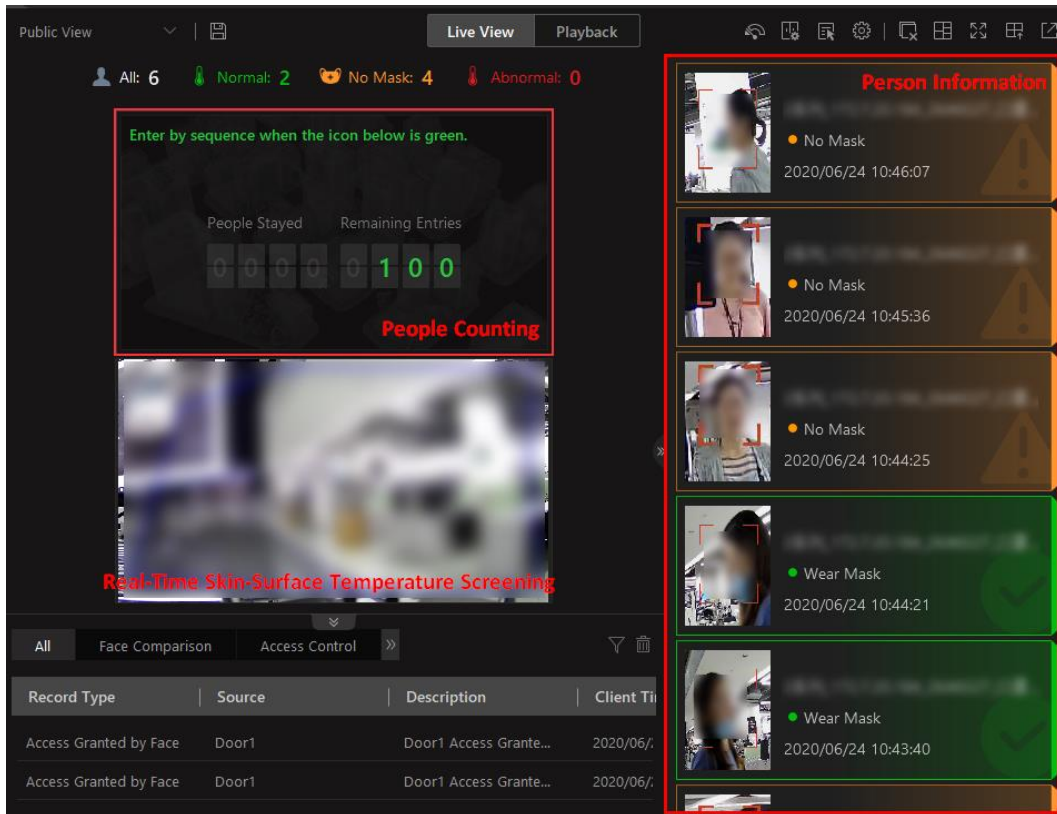 Public View
Live View
Playback
All: 6 Normal: 2 No Mask: 4 Abnormal: 0
Enter by sequence when the icon below is green.
People Stayed Remaining Entries
0 0 0 0 0 1 0 0
People Counting
Real-Time Skin-Surface Temperature Screening
All Face Comparison Access Control
Record Type Source Description Client Ti
Access Granted by Face Door1 Door1 Access Grante... 2020/06/
Access Granted by Face Door1 Door1 Access Grante... 2020/06/
Person Information
No Mask
2020/06/24 10:46:07
No Mask
2020/06/24 10:45:36
No Mask
2020/06/24 10:44:25
Wear Mask
2020/06/24 10:44:21
Wear Mask
2020/06/24 10:43:40